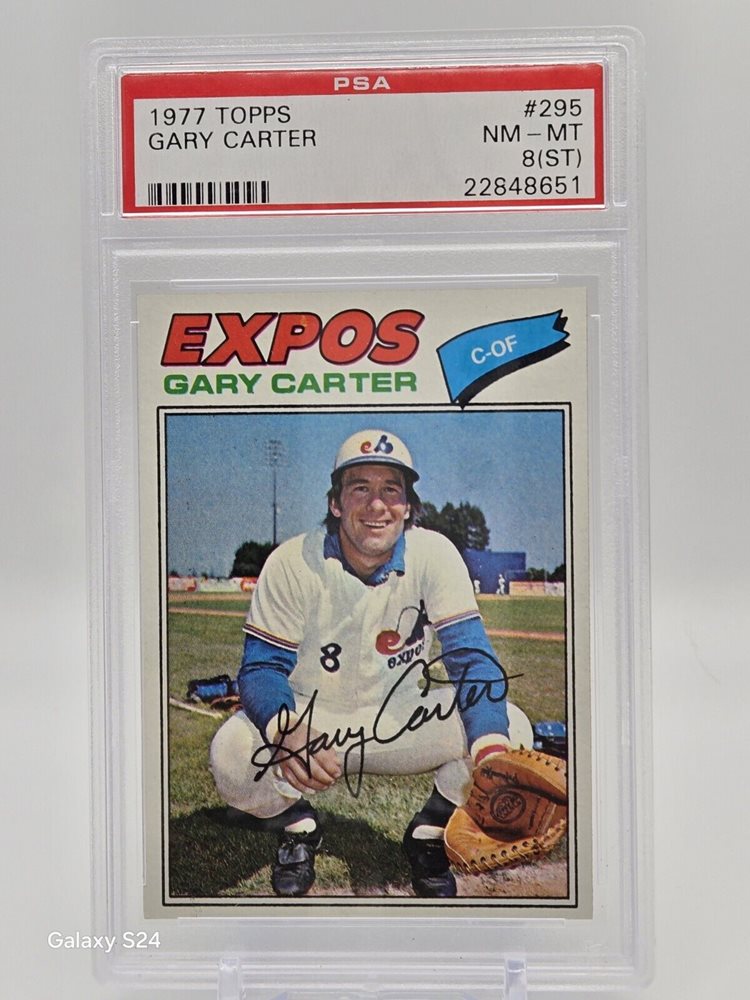 PSA
1977 TOPPS #295
GARY CARTER NM - MT
8(ST)
22848651
EXPOS
GARY CARTER
C-OF
eb
8
expos
Gary Carter
Galaxy S24